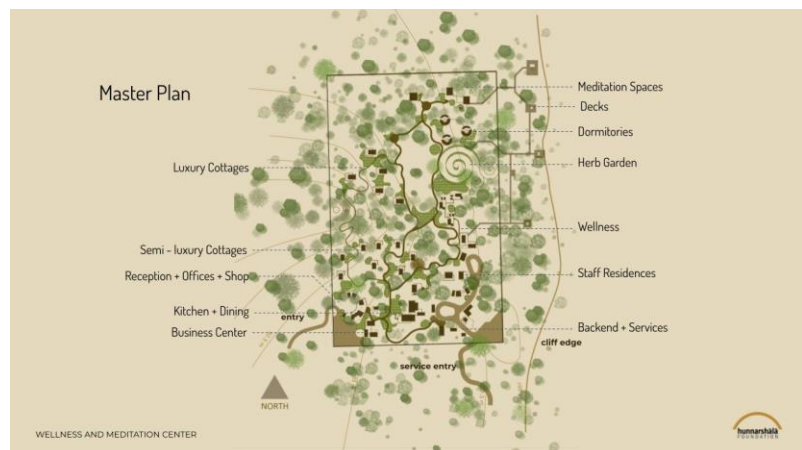 Master Plan
Meditation Spaces
Decks
Dormitories
Herb Garden
Wellness
Staff Residences
Backend + Services
Luxury Cottages
Semi - luxury Cottages
Reception + Offices + Shop
Kitchen + Dining
Business Center
entry
service entry
cliff edge
NORTH
WELLNESS AND MEDITATION CENTER
hunnarshālā
FOUNDATION